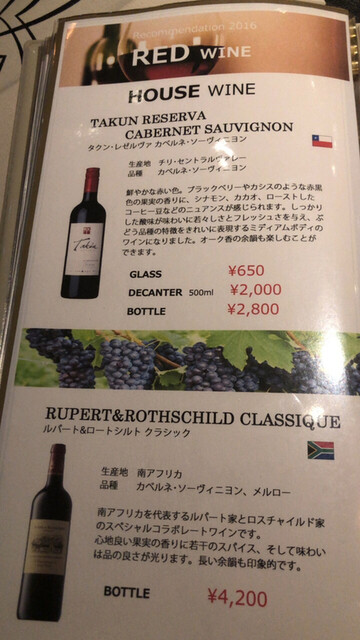 Recommendation 2016
RED WINE
HOUSE WINE
TAKUN RESERVA
CABERNET SAUVIGNON
タクン・レゼルヴァ カベルネ・ソーヴィニヨン
生産地 チリ・セントラルヴァレー
品種 カベルネ・ソーヴィニヨン
鮮やかな赤い色。ブラックベリーやカシスのような赤黒
色の果実の香りに、シナモン、カカオ、ローストした
コーヒー豆などのニュアンスが感じられます。しっかり
した酸味が味わいに若々しさとフレッシュさを与え、ぶ
どう品種の特徴をきれいに表現するミディアムボディの
ワインになりました。オーク香の余韻も楽しむことが
できます。
Takun
GLASS ¥650
DECANTER 500ml ¥2,000
BOTTLE ¥2,800
RUPERT&ROTHSCHILD CLASSIQUE
ルパート&ロートシルト クラシック
生産地 南アフリカ
品種 カベルネ・ソーヴィニヨン、メルロー
南アフリカを代表するルパート家とロスチャイルド家
のスペシャルコラボレートワインです。
心地良い果実の香りに若干のスパイス、そして味わい
は品の良さが光ります。長い余韻も印象的です。
BOTTLE ¥4,200